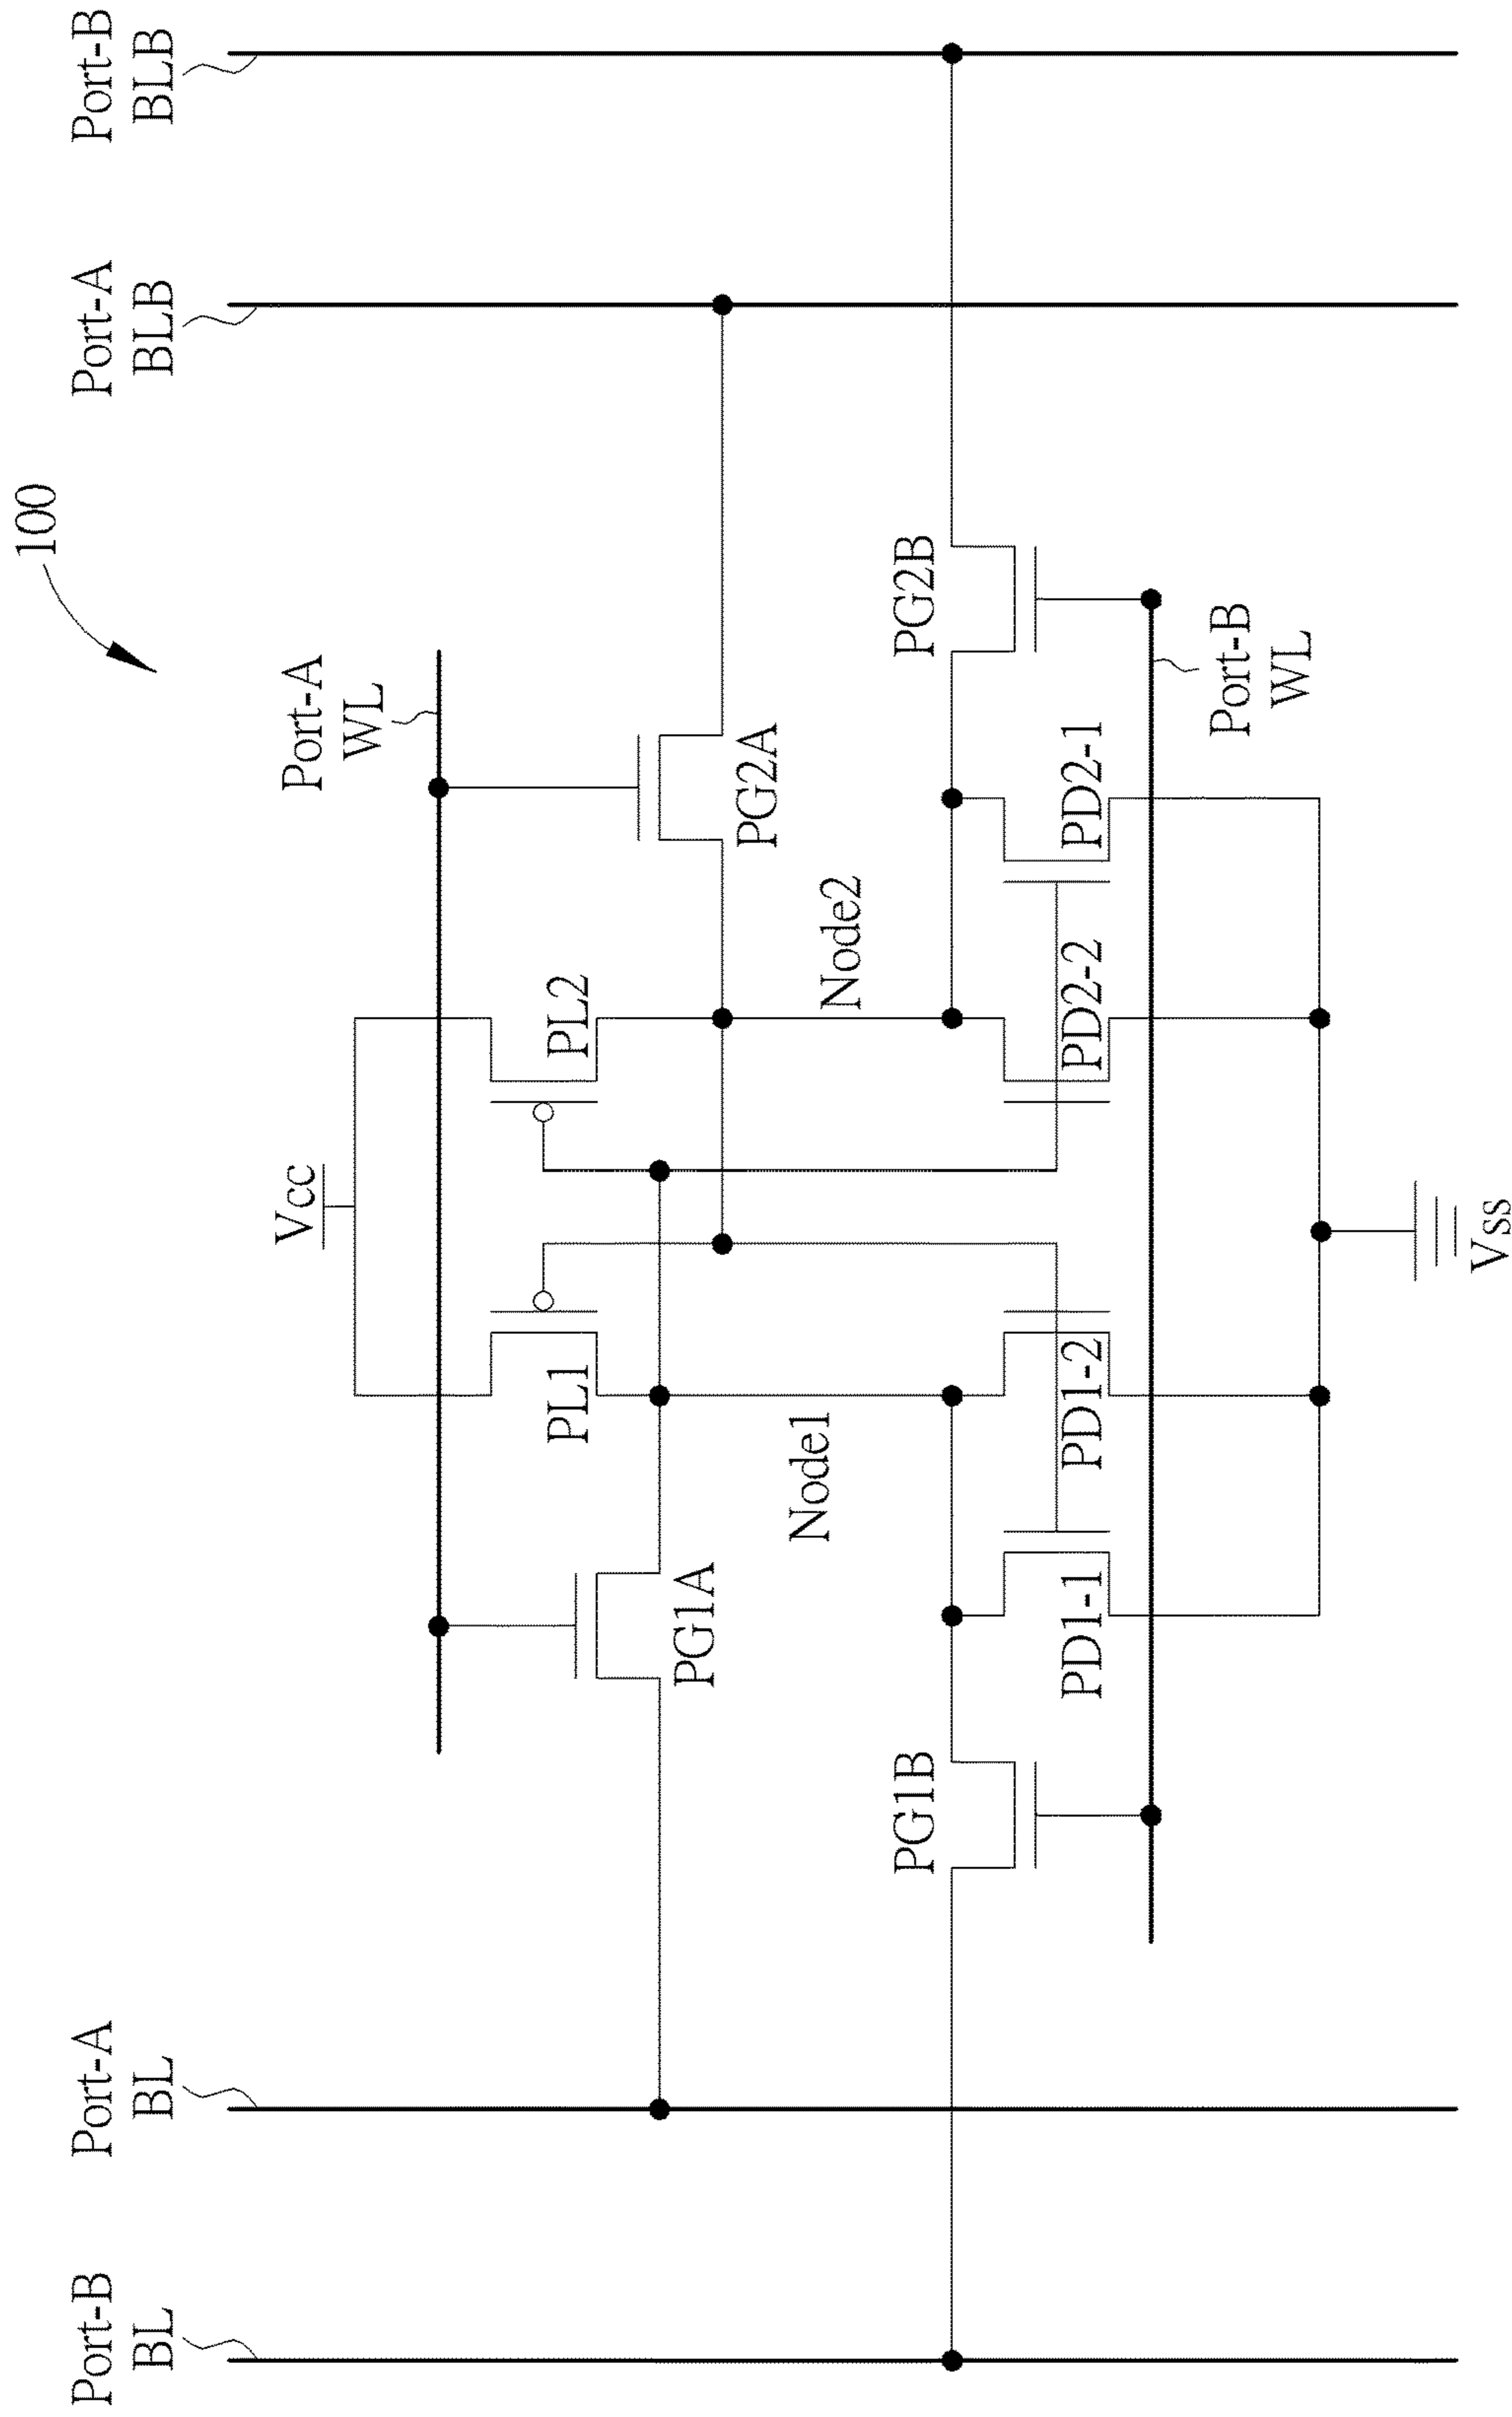 100
Port-B
BL
Port-A
BL
Port-A
BLB
Port-B
BLB
Vcc
Port-A
WL
PL1
PL2
PG1A
PG2A
Node1
Node2
PG1B
PG2B
PD1-1
PD1-2
PD2-2
PD2-1
Port-B
WL
Vss